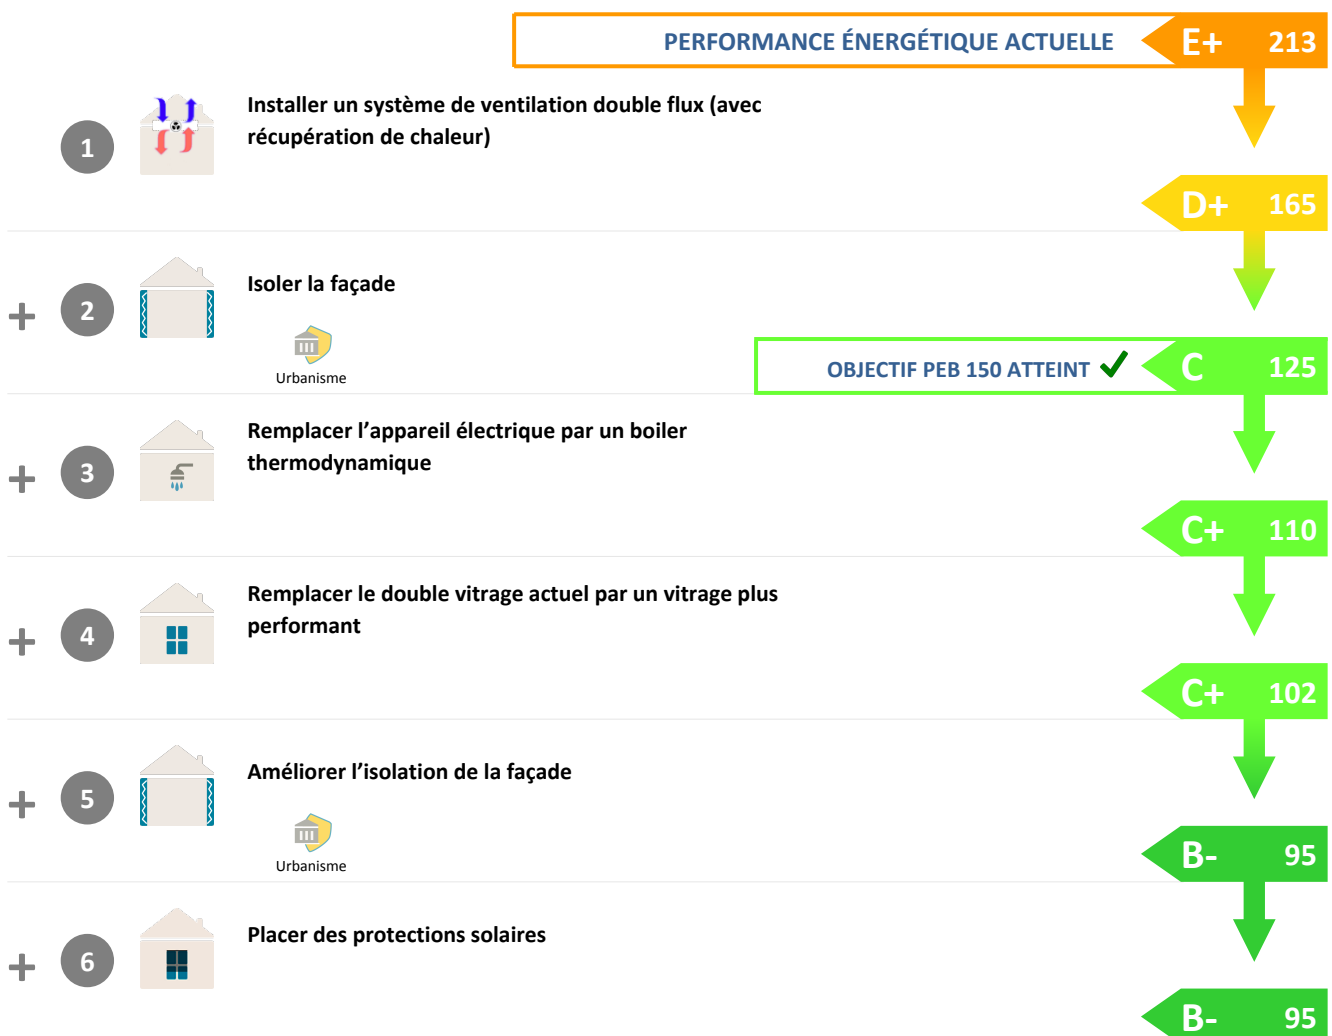 PERFORMANCE ÉNERGÉTIQUE ACTUELLE E+ 213
1 Installer un système de ventilation double flux (avec
récupération de chaleur)
D+ 165
+ 2 Isoler la façade
Urbanisme
OBJECTIF PEB 150 ATTEINT ✓ C 125
+ 3 Remplacer l’appareil électrique par un boiler
thermodynamique
C+ 110
+ 4 Remplacer le double vitrage actuel par un vitrage plus
performant
C+ 102
+ 5 Améliorer l’isolation de la façade
Urbanisme
B- 95
+ 6 Placer des protections solaires
B- 95